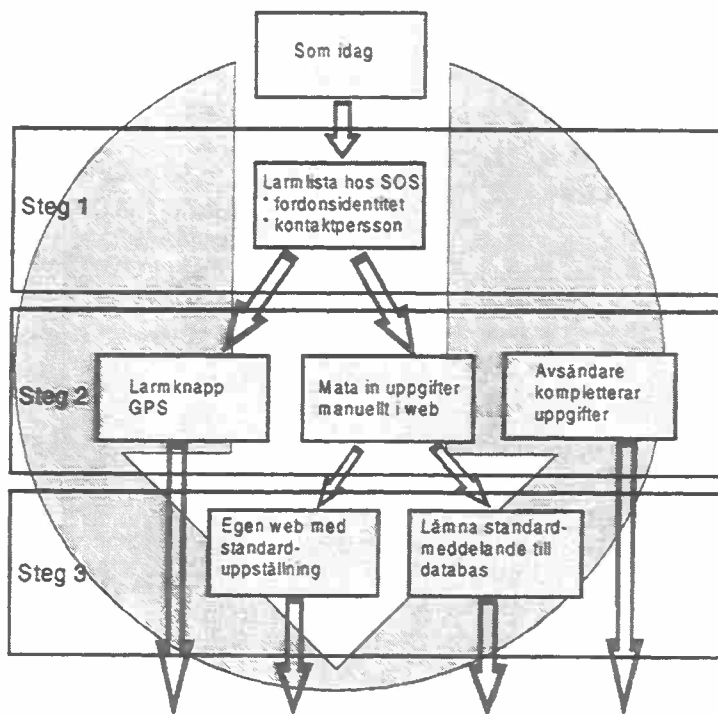 Som idag
Steg 1
Larmlista hos SOS
* fordonsidentitet
* kontaktpersson
Steg 2
Larmknapp
GPS
Mata in uppgifter
manuellt i web
Avsändare
kompletterar
uppgifter
Steg 3
Egen web med
standard-
uppställning
Lämna standard-
meddelande till
databas